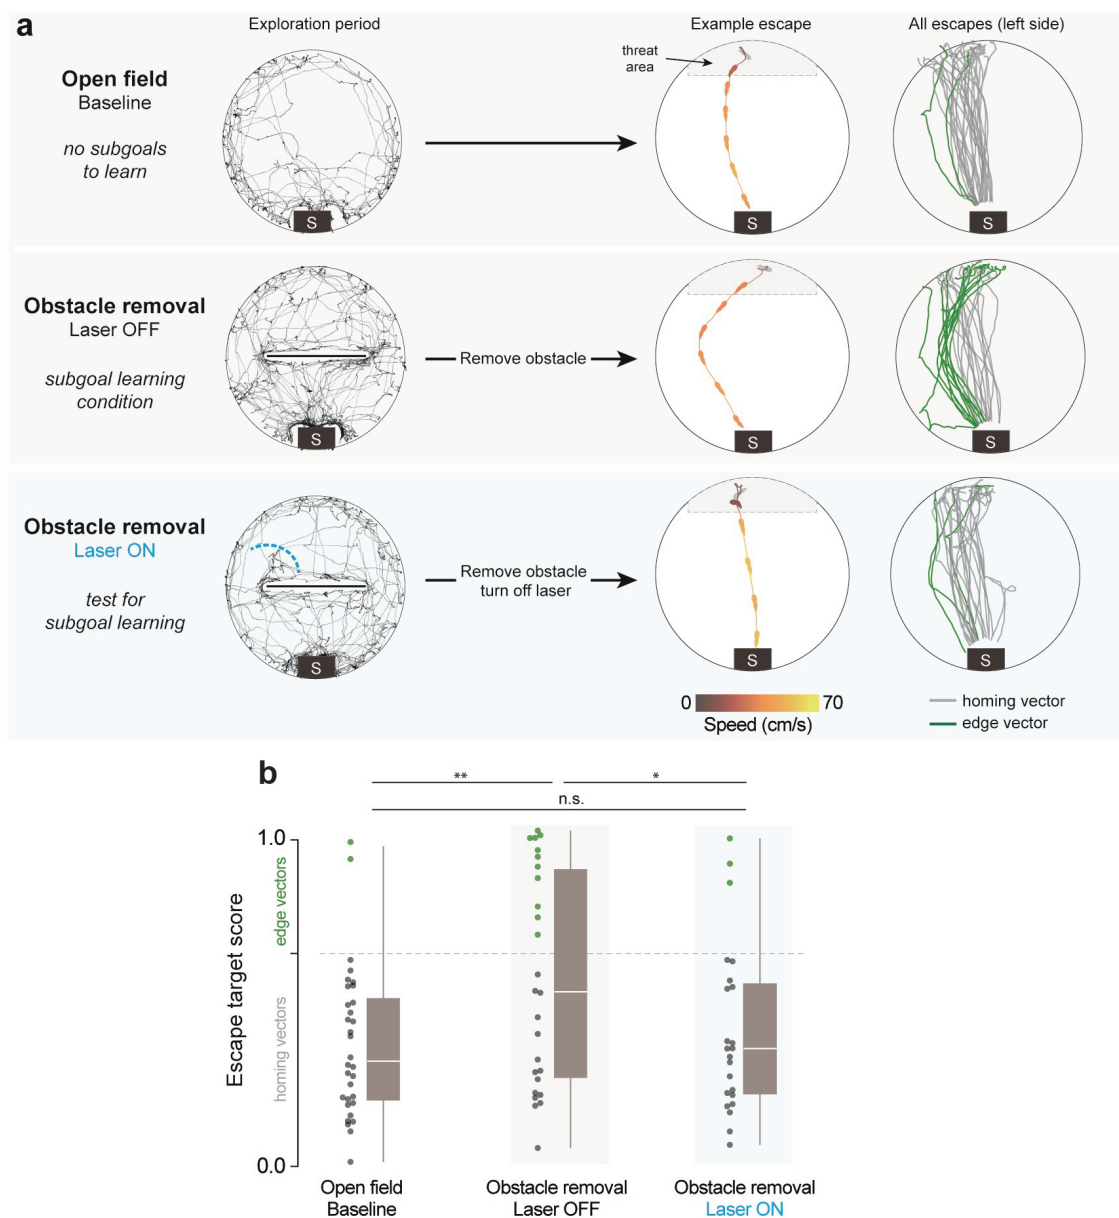 a
Exploration period
Example escape
All escapes (left side)
Open field
Baseline
no subgoals
to learn
threat
area
S
S
S
Obstacle removal
Laser OFF
subgoal learning
condition
Remove obstacle
S
S
S
Obstacle removal
Laser ON
test for
subgoal learning
Remove obstacle
turn off laser
S
S
S
0
70
Speed (cm/s)
homing vector
edge vector
b
**
*
n.s.
1.0
0.0
Escape target score
edge vectors
homing vectors
Open field
Baseline
Obstacle removal
Laser OFF
Obstacle removal
Laser ON